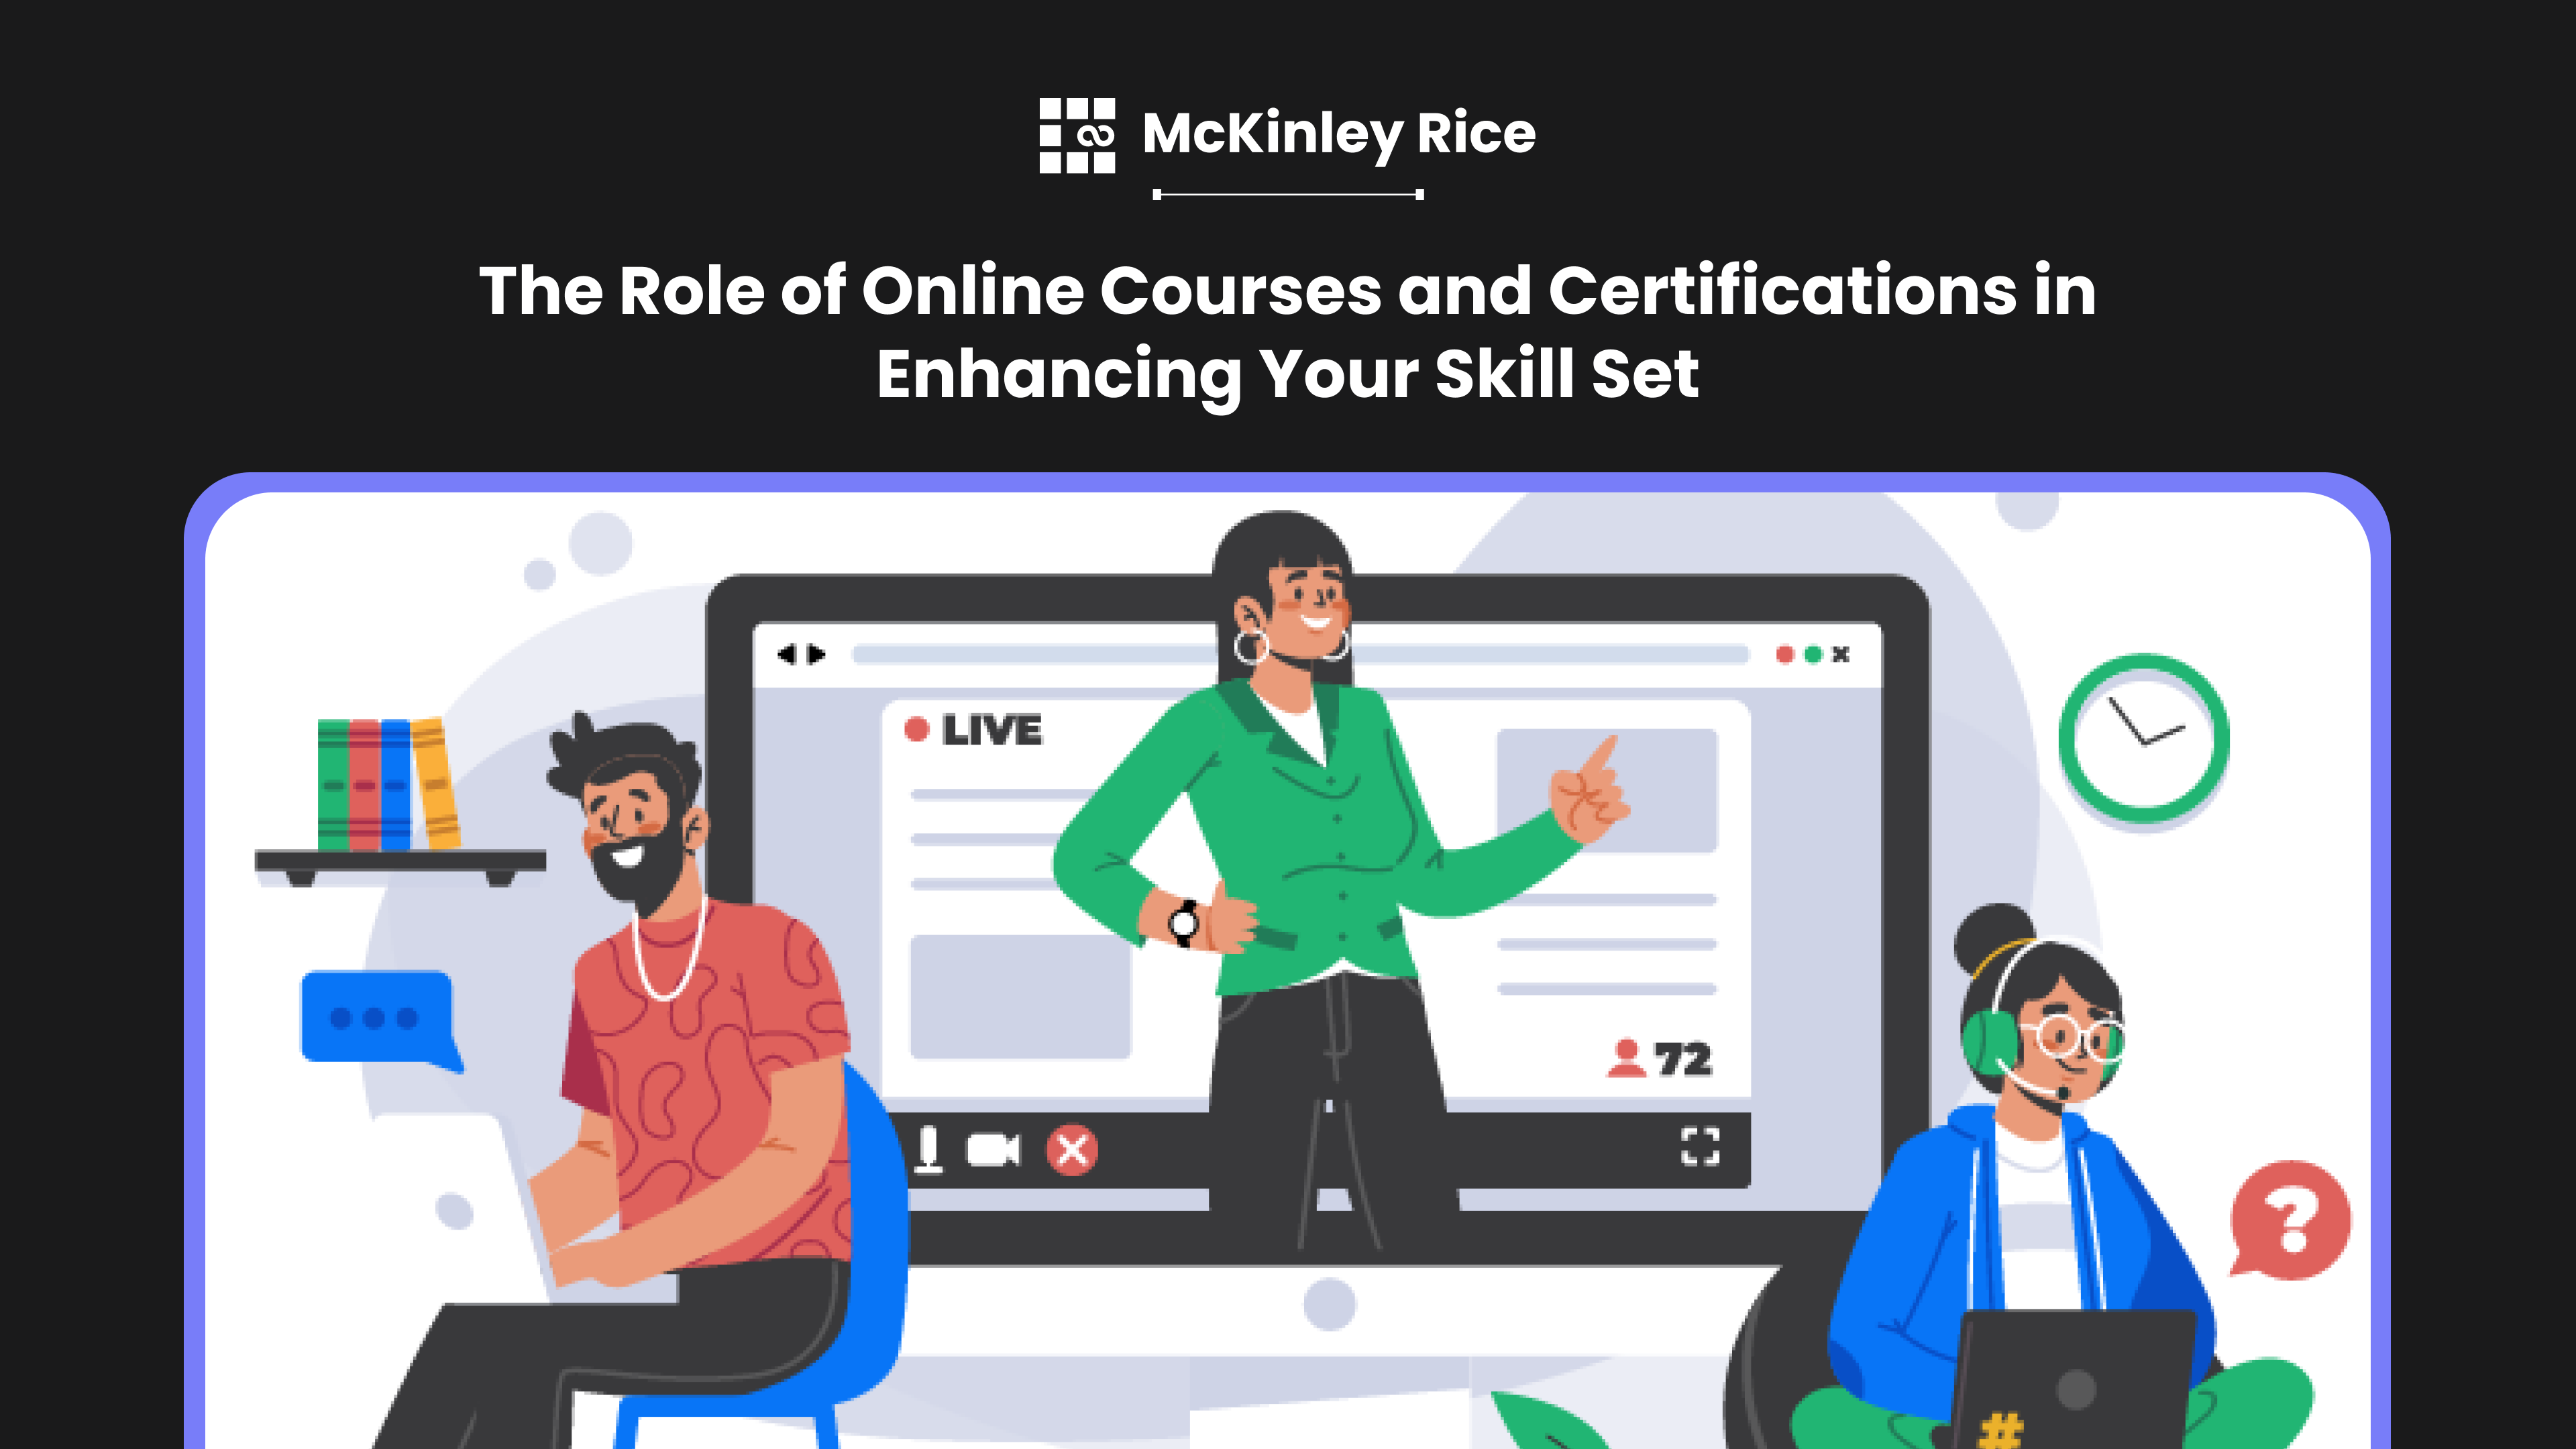 McKinley Rice
The Role of Online Courses and Certifications in
Enhancing Your Skill Set
LIVE
72
?
#